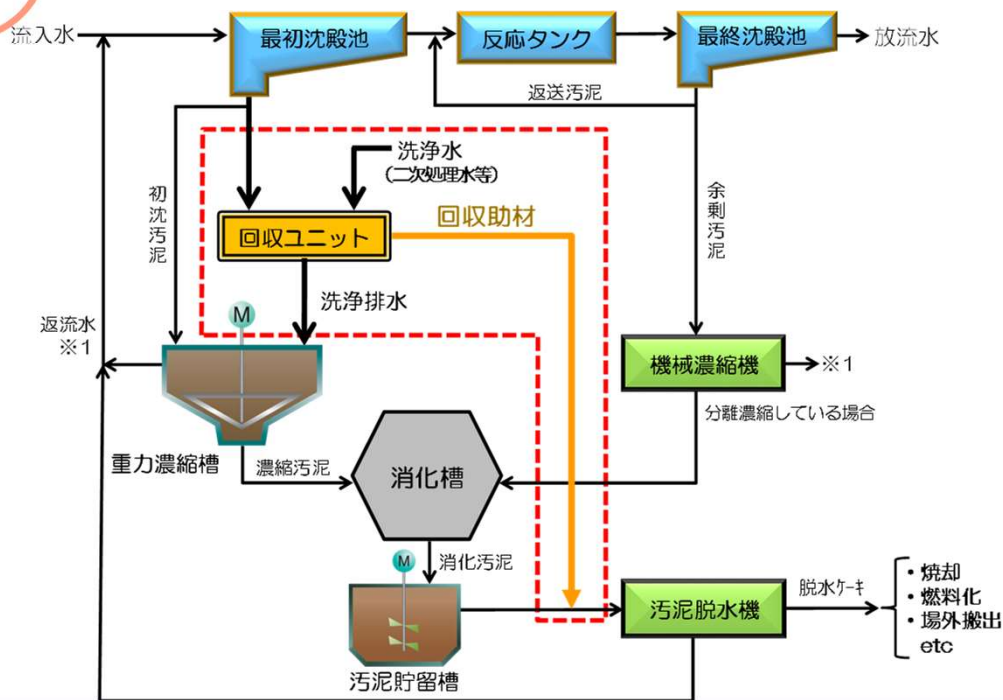 流入水
最初沈殿池
反応タンク
最終沈殿池
放流水
返送汚泥
洗浄水
(二次処理水等)
初沈汚泥
余剰汚泥
回収助材
回収ユニット
洗浄排水
M
返流水
※1
機械濃縮機
※1
分離濃縮している場合
重力濃縮槽
濃縮汚泥
消化槽
消化汚泥
M
汚泥脱水機
脱水ケーキ
・焼却
・燃料化
・場外搬出
etc
汚泥貯留槽